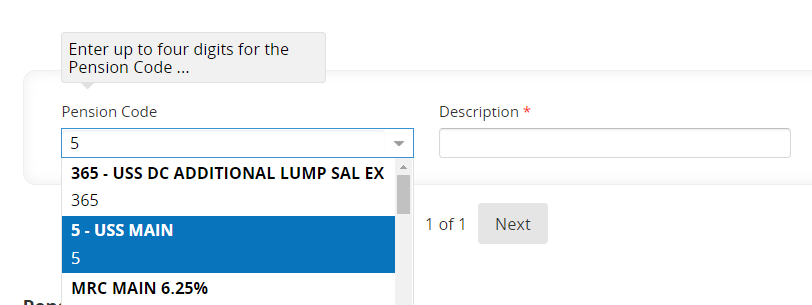 Enter up to four digits for the
Pension Code ...
Pension Code
Description *
5
365 - USS DC ADDITIONAL LUMP SAL EX
365
5 - USS MAIN
5
MRC MAIN 6.25%
1 of 1
Next